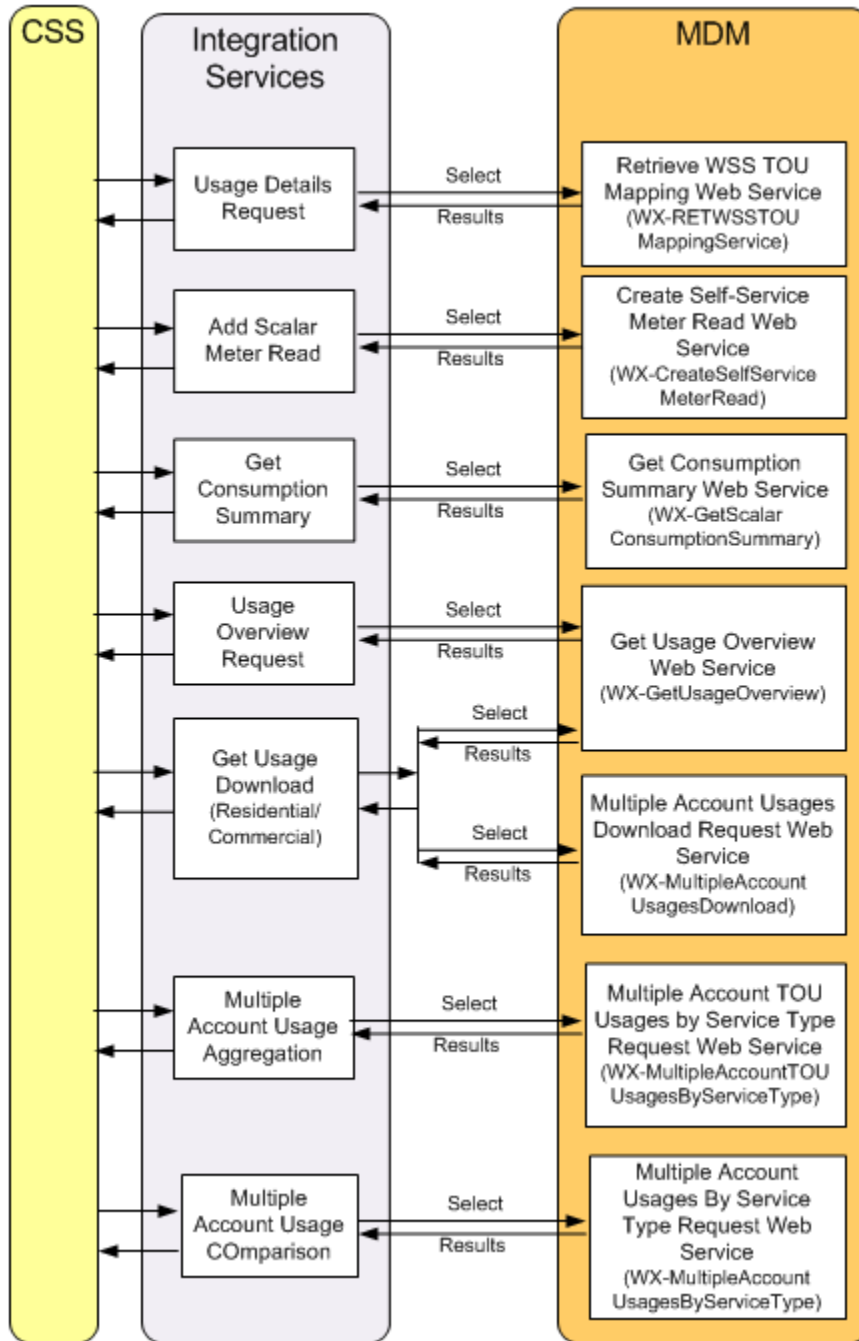 CSS
Integration
Services
MDM
Usage Details
Request
Select
Results
Retrieve WSS TOU
Mapping Web Service
(WX-RETWSSTOU
MappingService)
Add Scalar
Meter Read
Select
Results
Create Self-Service
Meter Read Web
Service
(WX-CreateSelfService
MeterRead)
Get
Consumption
Summary
Select
Results
Get Consumption
Summary Web Service
(WX-GetScalar
ConsumptionSummary)
Usage
Overview
Request
Select
Results
Get Usage Overview
Web Service
(WX-GetUsageOverview)
Get Usage
Download
(Residential/
Commercial)
Select
Results
Select
Results
Multiple Account Usages
Download Request Web
Service
(WX-MultipleAccount
UsagesDownload)
Multiple
Account Usage
Aggregation
Select
Results
Multiple Account TOU
Usages by Service Type
Request Web Service
(WX-MultipleAccountTOU
UsagesByServiceType)
Multiple
Account Usage
COmparison
Select
Results
Multiple Account
Usages By Service
Type Request Web
Service
(WX-MultipleAccount
UsagesByServiceType)